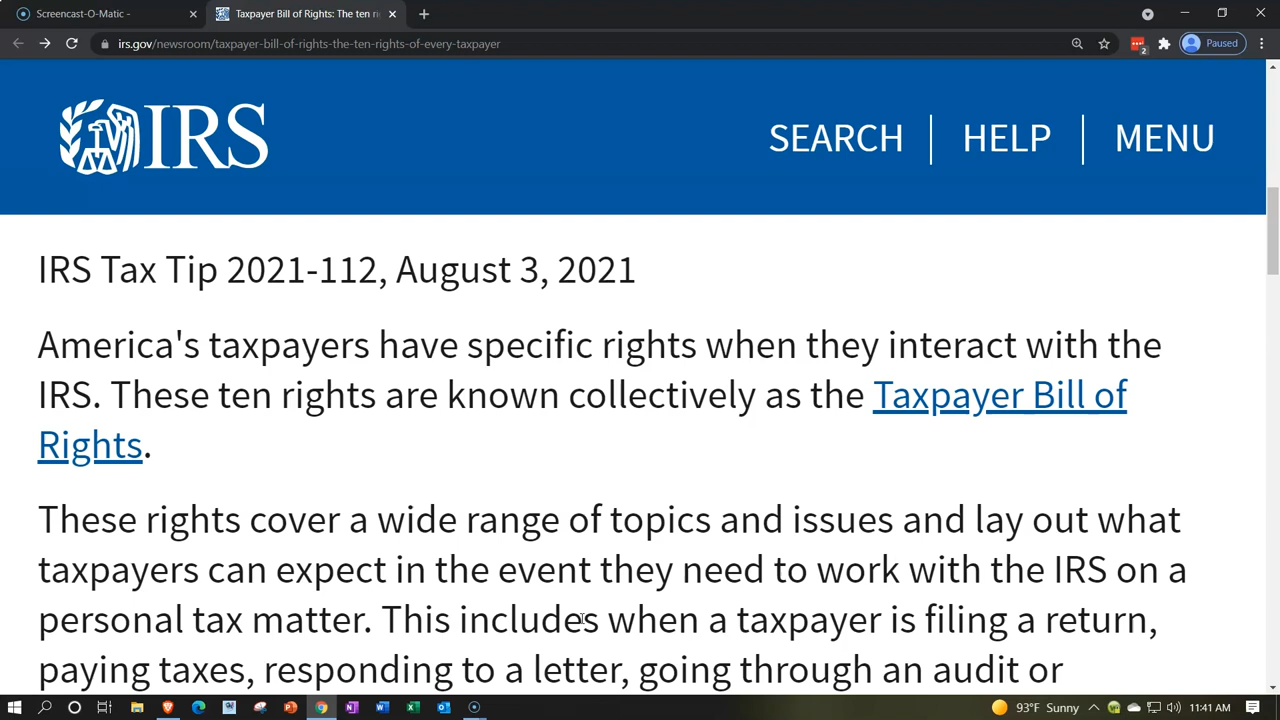 Screencast-O-Matic -
Taxpayer Bill of Rights: The ten ri
irs.gov/newsroom/taxpayer-bill-of-rights-the-ten-rights-of-every-taxpayer
2
Paused
IRS
SEARCH
HELP
MENU
IRS Tax Tip 2021-112, August 3, 2021
America's taxpayers have specific rights when they interact with the
IRS. These ten rights are known collectively as the Taxpayer Bill of
Rights.
These rights cover a wide range of topics and issues and lay out what
taxpayers can expect in the event they need to work with the IRS on a
personal tax matter. This includes when a taxpayer is filing a return,
paying taxes, responding to a letter, going through an audit or
93°F Sunny
11:41 AM